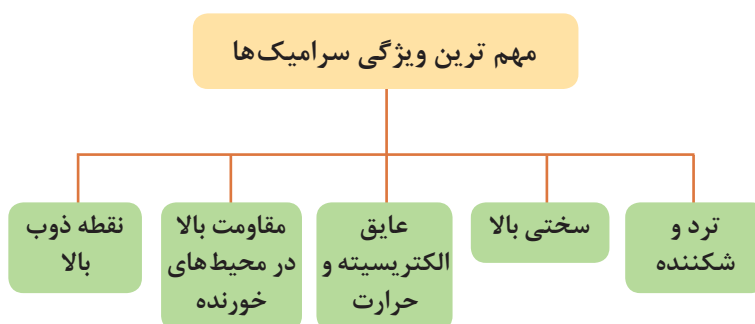 مهم ترین ویژگی سرامیک‌ها
ترد و
شکننده
سختی بالا
عایق
الکتریسیته و
حرارت
مقاومت بالا
در محیط‌های
خورنده
نقطه ذوب
بالا